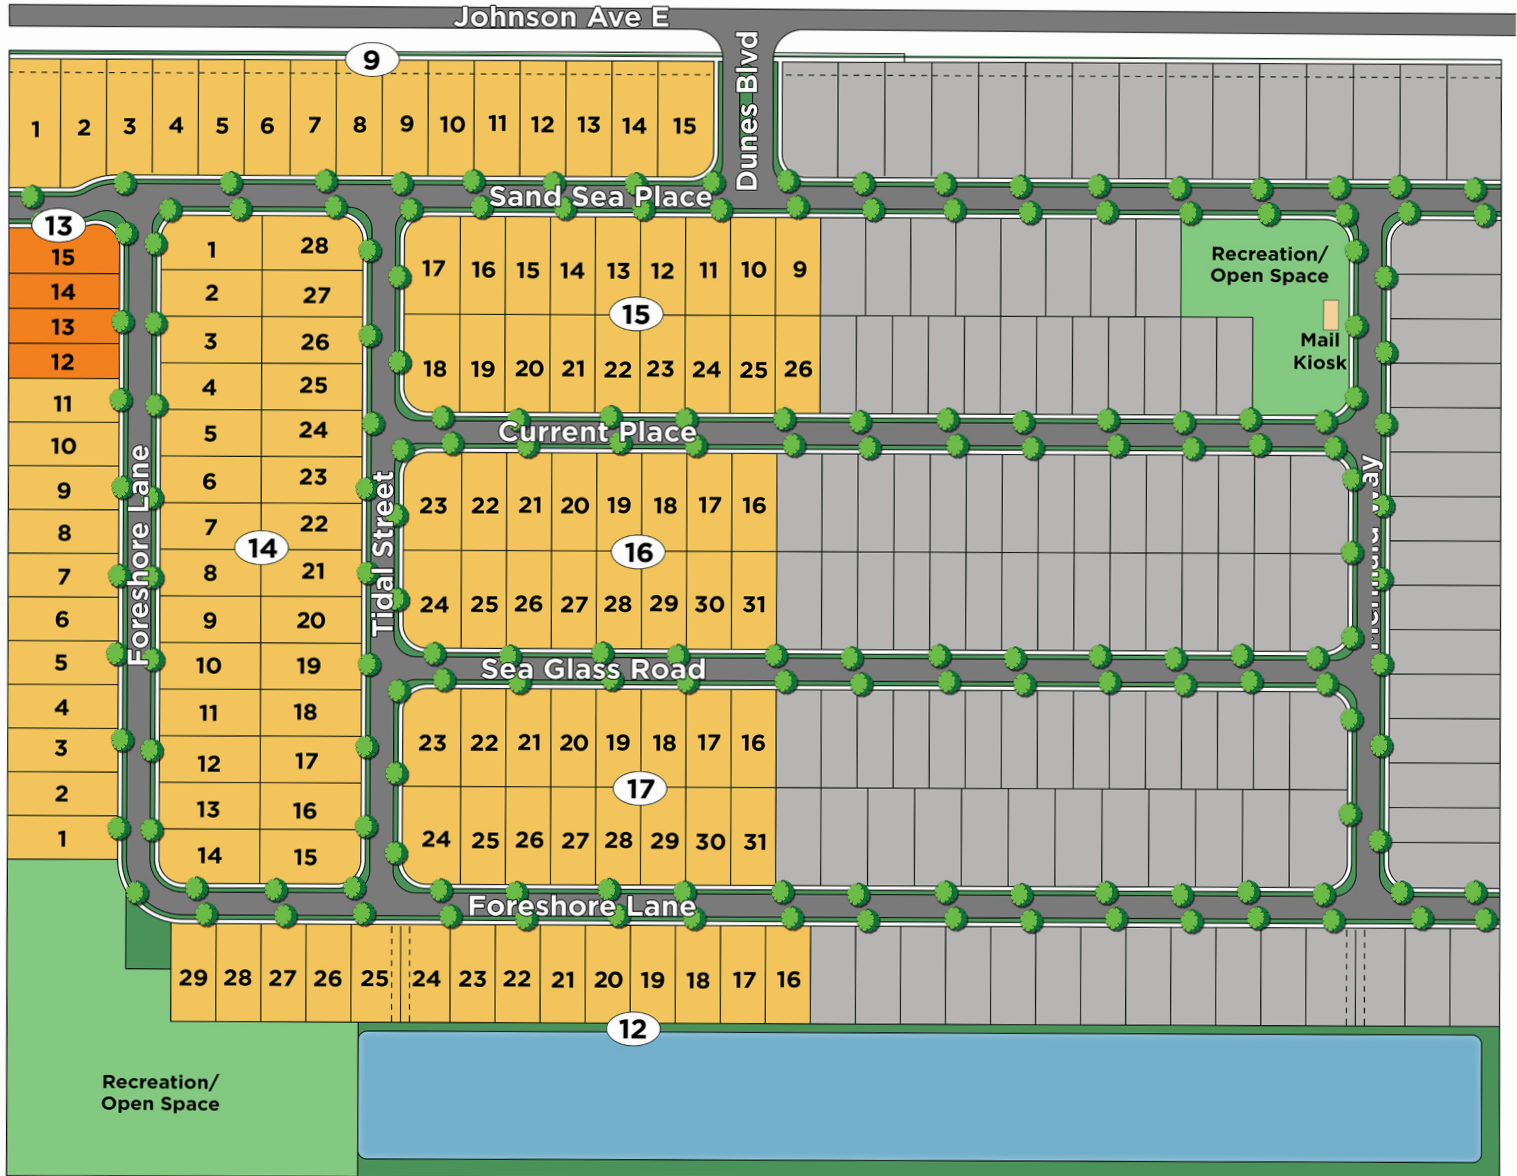 Johnson Ave E
9
Dunes Blvd
1 2 3 4 5 6 7 8 9 10 11 12 13 14 15
Sand Sea Place
13
15
14
13
12
11
10
9
8
7
6
5
4
3
2
1
Foreshore Lane
1 28
2 27
3 26
4 25
5 24
6 23
7 22
14
8 21
9 20
10 19
11 18
12 17
13 16
14 15
Tidal Street
17 16 15 14 13 12 11 10 9
15
18 19 20 21 22 23 24 25 26
Recreation/
Open Space
Mail
Kiosk
Current Place
23 22 21 20 19 18 17 16
16
24 25 26 27 28 29 30 31
Sea Glass Road
23 22 21 20 19 18 17 16
17
24 25 26 27 28 29 30 31
Foreshore Lane
29 28 27 26 25 24 23 22 21 20 19 18 17 16
12
Recreation/
Open Space